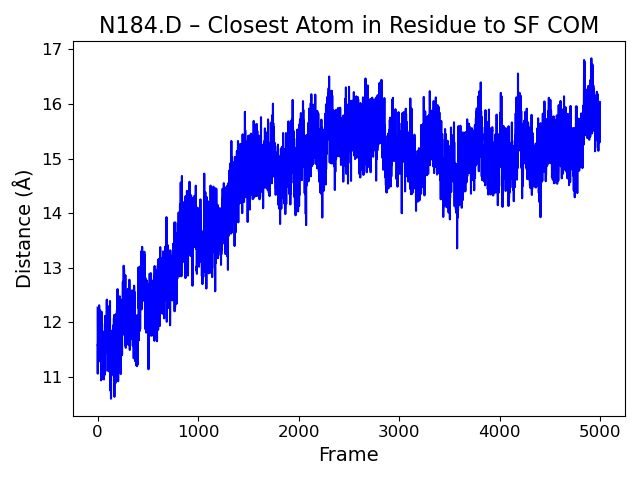 N184.D – Closest Atom in Residue to SF COM
Distance (Å)
17
16
15
14
13
12
11
0 1000 2000 3000 4000 5000
Frame